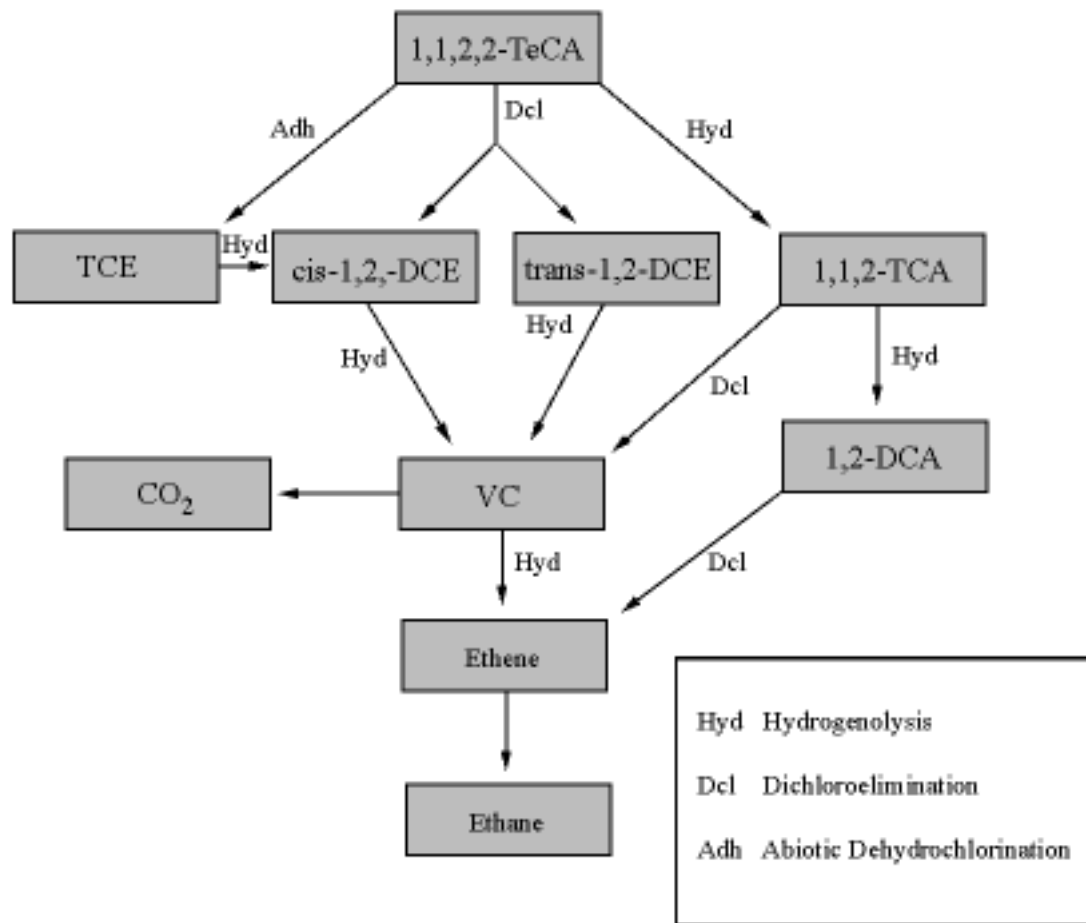 1,1,2,2-TeCA
Adh
Dcl
Hyd
TCE
Hyd
cis-1,2,-DCE
trans-1,2-DCE
1,1,2-TCA
Hyd
Hyd
Dcl
Hyd
1,2-DCA
CO₂
VC
Hyd
Dcl
Ethene
Ethane
Hyd Hydrogenolysis
Dcl Dichloroelimination
Adh Abiotic Dehydrochlorination